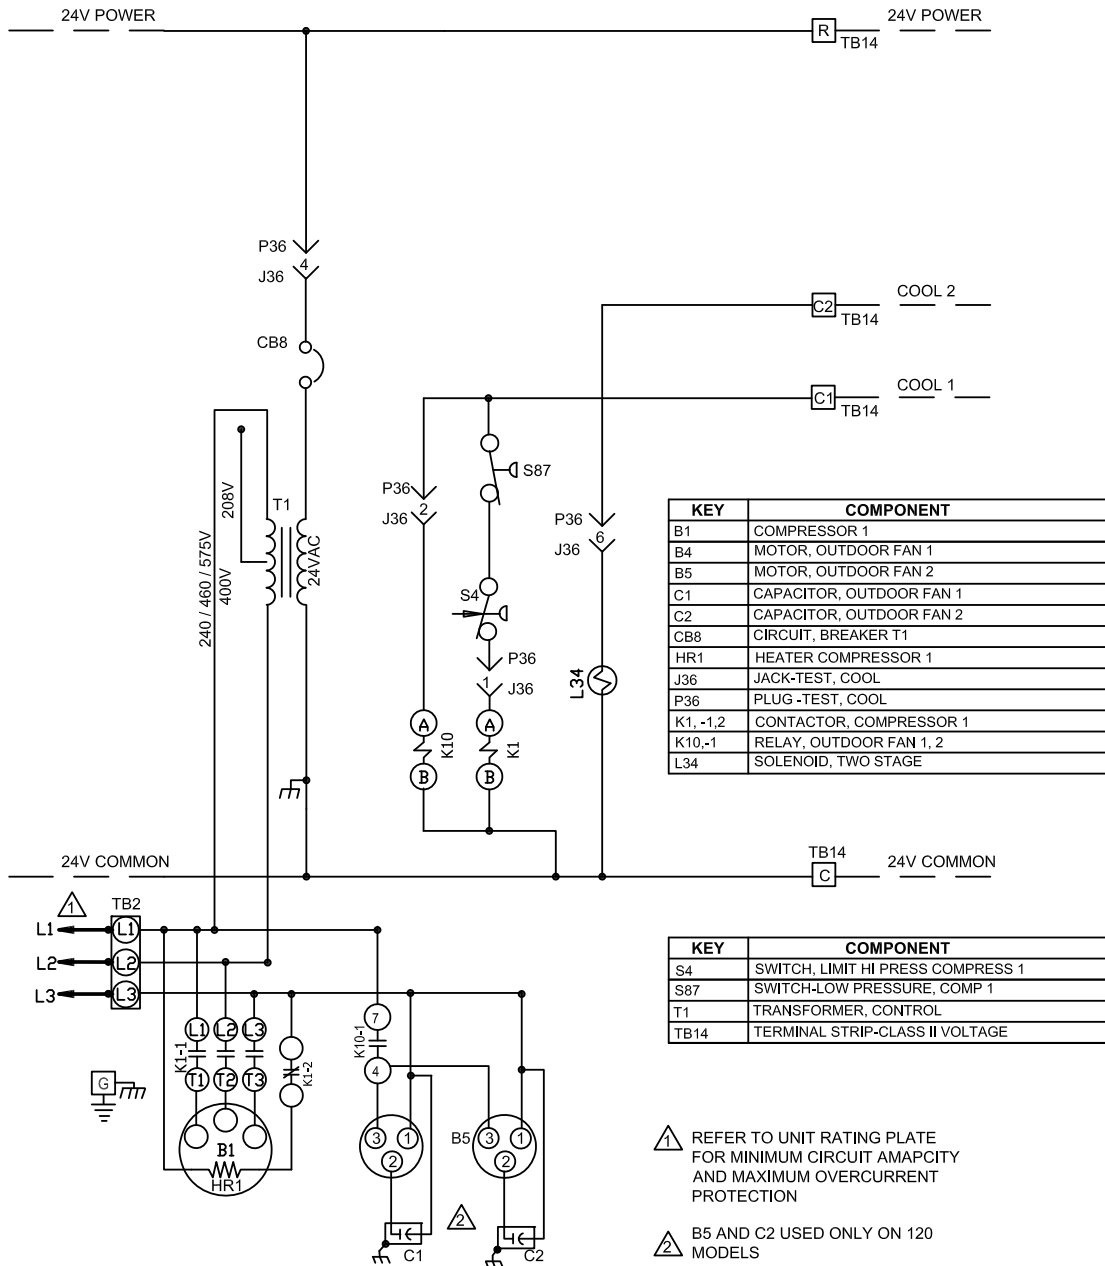 24V POWER
24V POWER
R
TB14
P36
4
J36
COOL 2
C2
TB14
CB8
COOL 1
C1
TB14
S87
P36
2
J36
P36
6
J36
208V
T1
24VAC
240 / 460 / 575V
400V
S4
P36
1
J36
L34
A
K10
B
A
K1
B
KEY COMPONENT
B1 COMPRESSOR 1
B4 MOTOR, OUTDOOR FAN 1
B5 MOTOR, OUTDOOR FAN 2
C1 CAPACITOR, OUTDOOR FAN 1
C2 CAPACITOR, OUTDOOR FAN 2
CB8 CIRCUIT, BREAKER T1
HR1 HEATER COMPRESSOR 1
J36 JACK-TEST, COOL
P36 PLUG -TEST, COOL
K1, -1,2 CONTACTOR, COMPRESSOR 1
K10,-1 RELAY, OUTDOOR FAN 1, 2
L34 SOLENOID, TWO STAGE
24V COMMON
TB14
C
24V COMMON
1
TB2
L1 L1
L2 L2
L3 L3
KEY COMPONENT
S4 SWITCH, LIMIT HI PRESS COMPRESS 1
S87 SWITCH-LOW PRESSURE, COMP 1
T1 TRANSFORMER, CONTROL
TB14 TERMINAL STRIP-CLASS II VOLTAGE
L1 L2 L3
K1-1
T1 T2 T3
K1-2
7
K10-1
4
G
B1
HR1
3 1
2
B5
3 1
2
C1
2
C2
1 REFER TO UNIT RATING PLATE
FOR MINIMUM CIRCUIT AMAPCITY
AND MAXIMUM OVERCURRENT
PROTECTION
2 B5 AND C2 USED ONLY ON 120
MODELS